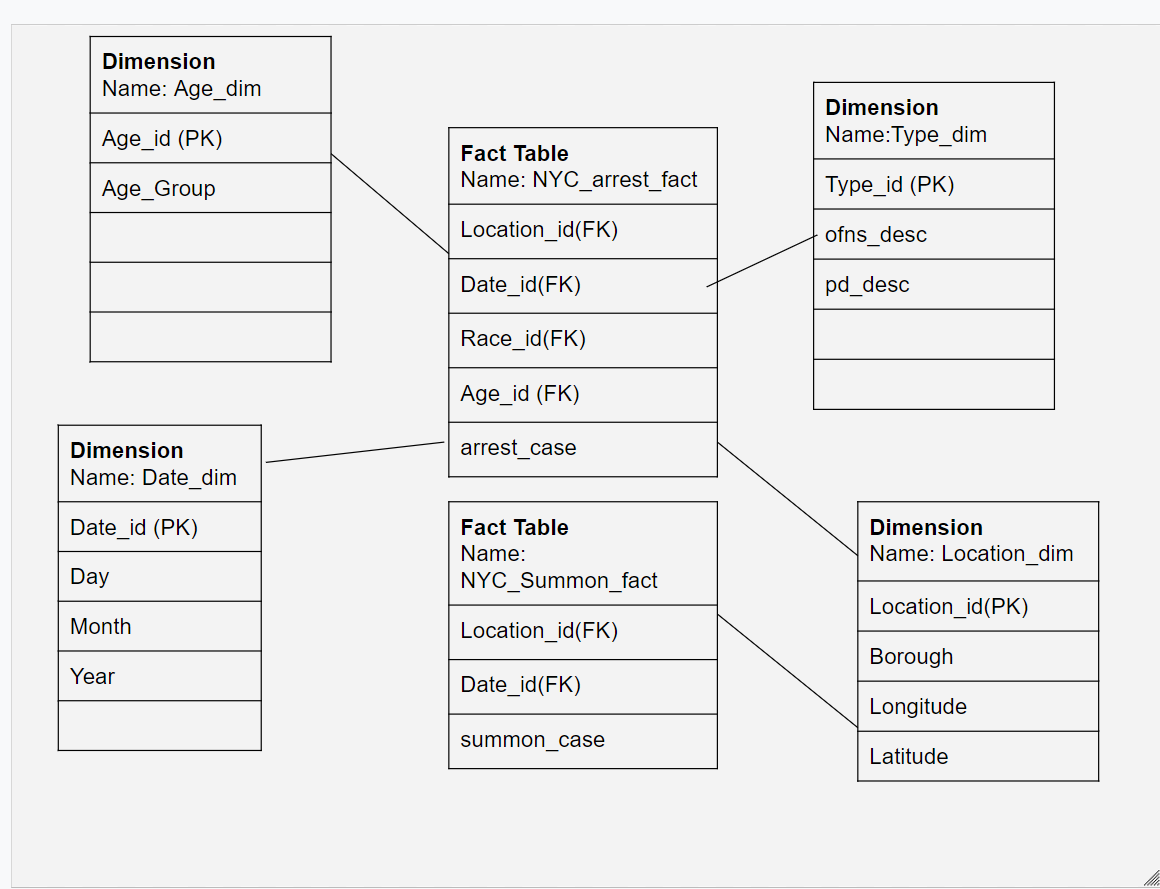 Dimension
Name: Age_dim
Age_id (PK)
Age_Group
Fact Table
Name: NYC_arrest_fact
Location_id(FK)
Date_id(FK)
Race_id(FK)
Age_id (FK)
arrest_case
Dimension
Name:Type_dim
Type_id (PK)
ofns_desc
pd_desc
Dimension
Name: Date_dim
Date_id (PK)
Day
Month
Year
Fact Table
Name:
NYC_Summon_fact
Location_id(FK)
Date_id(FK)
summon_case
Dimension
Name: Location_dim
Location_id(PK)
Borough
Longitude
Latitude